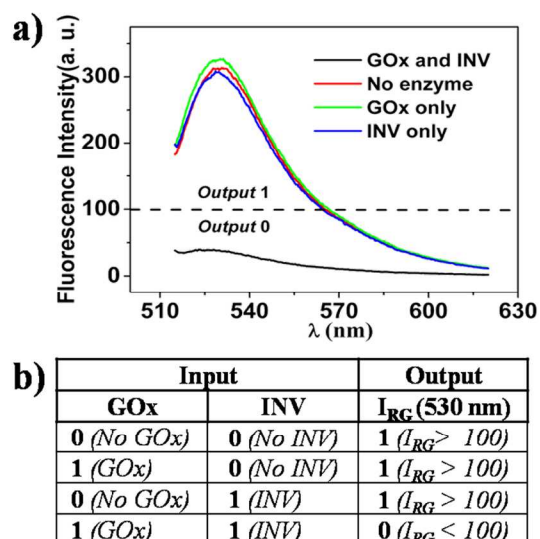 a)
Fluorescence Intensity(a. u.)
300
200
100
0
GOx and INV
No enzyme
GOx only
INV only
Output 1
Output 0
510 540 570 600 630
λ (nm)
b)
Input Output
GOx INV I_RG (530 nm)
0 (No GOx) 0 (No INV) 1 (I_RG > 100)
1 (GOx) 0 (No INV) 1 (I_RG > 100)
0 (No GOx) 1 (INV) 1 (I_RG > 100)
1 (GOx) 1 (INV) 0 (I_RG < 100)